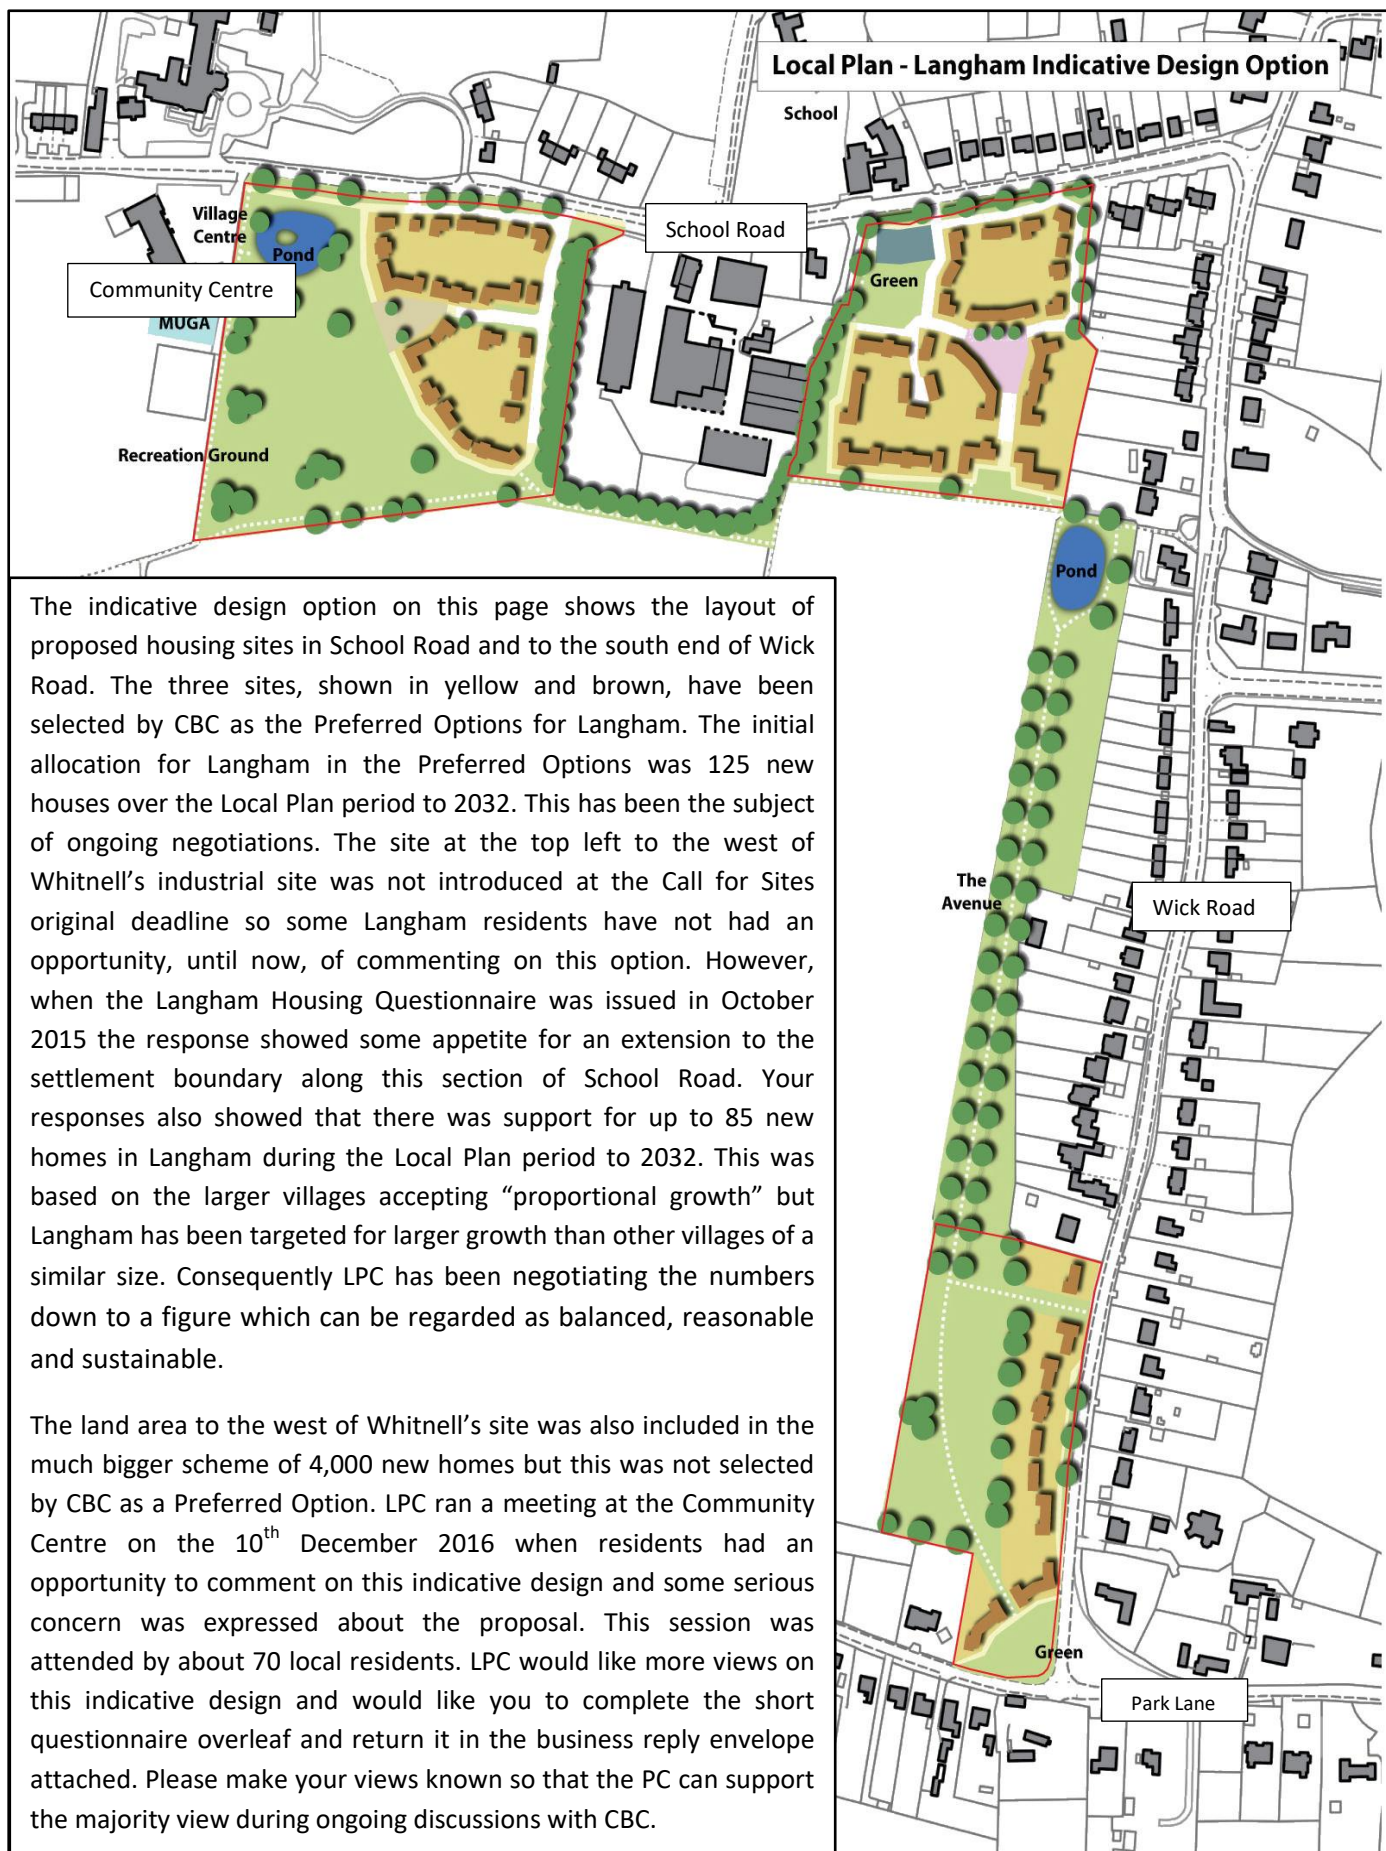 Local Plan - Langham Indicative Design Option
School
Village
Centre
Pond
School Road
Community Centre
Green
MUGA
Recreation Ground
Pond
The
Avenue
Wick Road
Green
Park Lane
The indicative design option on this page shows the layout of
proposed housing sites in School Road and to the south end of Wick
Road. The three sites, shown in yellow and brown, have been
selected by CBC as the Preferred Options for Langham. The initial
allocation for Langham in the Preferred Options was 125 new
houses over the Local Plan period to 2032. This has been the subject
of ongoing negotiations. The site at the top left to the west of
Whitnell’s industrial site was not introduced at the Call for Sites
original deadline so some Langham residents have not had an
opportunity, until now, of commenting on this option. However,
when the Langham Housing Questionnaire was issued in October
2015 the response showed some appetite for an extension to the
settlement boundary along this section of School Road. Your
responses also showed that there was support for up to 85 new
homes in Langham during the Local Plan period to 2032. This was
based on the larger villages accepting “proportional growth” but
Langham has been targeted for larger growth than other villages of a
similar size. Consequently LPC has been negotiating the numbers
down to a figure which can be regarded as balanced, reasonable
and sustainable.
The land area to the west of Whitnell’s site was also included in the
much bigger scheme of 4,000 new homes but this was not selected
by CBC as a Preferred Option. LPC ran a meeting at the Community
Centre on the 10th December 2016 when residents had an
opportunity to comment on this indicative design and some serious
concern was expressed about the proposal. This session was
attended by about 70 local residents. LPC would like more views on
this indicative design and would like you to complete the short
questionnaire overleaf and return it in the business reply envelope
attached. Please make your views known so that the PC can support
the majority view during ongoing discussions with CBC.